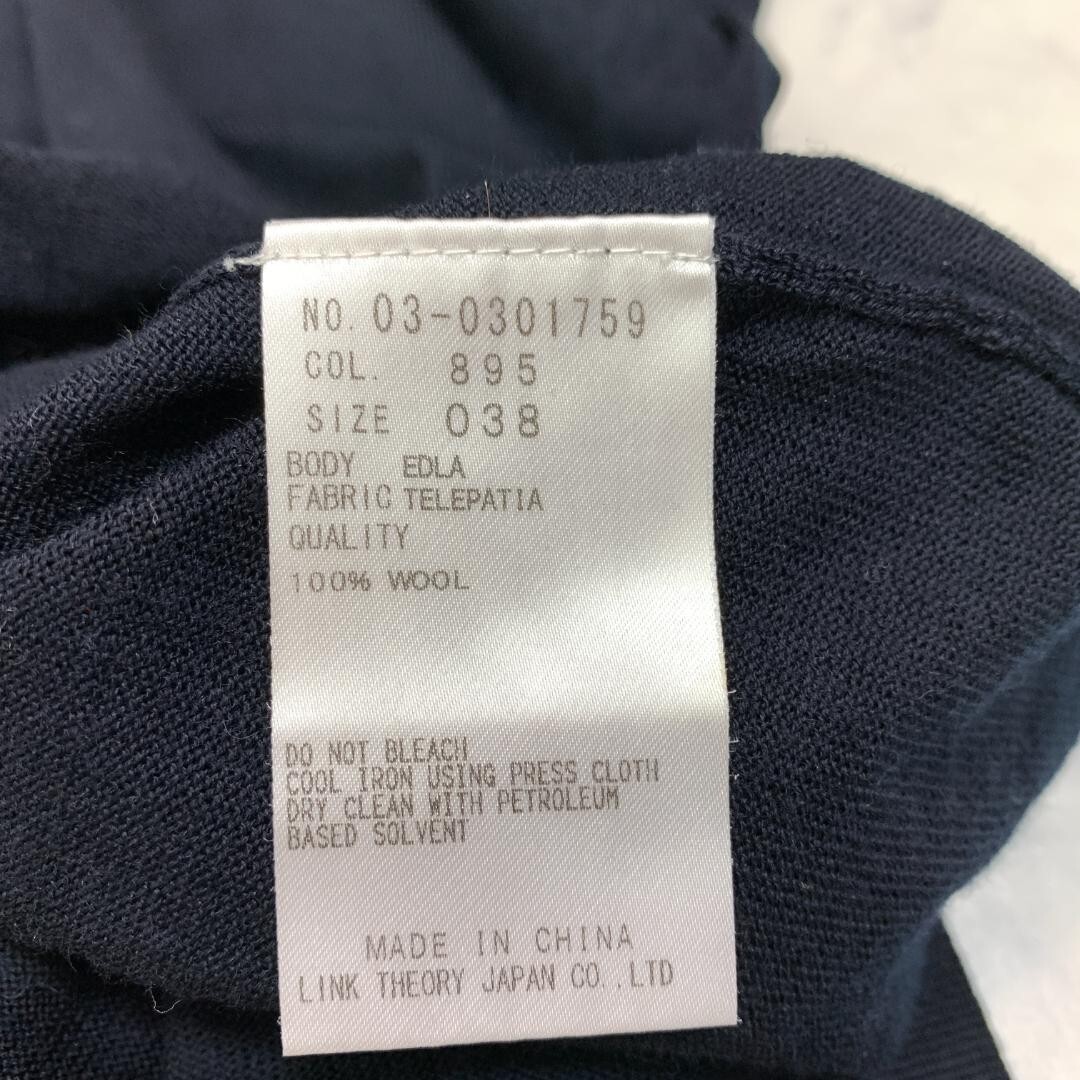 NO. 03-0301759
COL. 895
SIZE 038
BODY EDLA
FABRIC TELEPATIA
QUALITY
100% WOOL
DO NOT BLEACH
COOL IRON USING PRESS CLOTH
DRY CLEAN WITH PETROLEUM
BASED SOLVENT
MADE IN CHINA
LINK THEORY JAPAN CO.,LTD